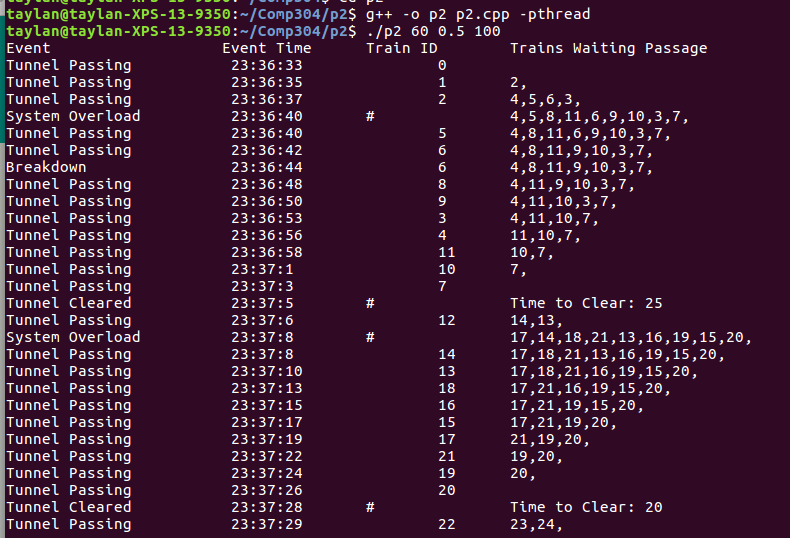 taylan@taylan-XPS-13-9350:~/Comp304/p2$ g++ -o p2 p2.cpp -pthread
taylan@taylan-XPS-13-9350:~/Comp304/p2$ ./p2 60 0.5 100
Event Event Time Train ID Trains Waiting Passage
Tunnel Passing 23:36:33 0
Tunnel Passing 23:36:35 1 2,
Tunnel Passing 23:36:37 2 4,5,6,3,
System Overload 23:36:40 # 4,5,8,11,6,9,10,3,7,
Tunnel Passing 23:36:40 5 4,8,11,6,9,10,3,7,
Tunnel Passing 23:36:42 6 4,8,11,9,10,3,7,
Breakdown 23:36:44 6 4,8,11,9,10,3,7,
Tunnel Passing 23:36:48 8 4,11,9,10,3,7,
Tunnel Passing 23:36:50 9 4,11,10,3,7,
Tunnel Passing 23:36:53 3 4,11,10,7,
Tunnel Passing 23:36:56 4 11,10,7,
Tunnel Passing 23:36:58 11 10,7,
Tunnel Passing 23:37:1 10 7,
Tunnel Passing 23:37:3 7
Tunnel Cleared 23:37:5 # Time to Clear: 25
Tunnel Passing 23:37:6 12 14,13,
System Overload 23:37:8 # 17,14,18,21,13,16,19,15,20,
Tunnel Passing 23:37:8 14 17,18,21,13,16,19,15,20,
Tunnel Passing 23:37:10 13 17,18,21,16,19,15,20,
Tunnel Passing 23:37:13 18 17,21,16,19,15,20,
Tunnel Passing 23:37:15 16 17,21,19,15,20,
Tunnel Passing 23:37:17 15 17,21,19,20,
Tunnel Passing 23:37:19 17 21,19,20,
Tunnel Passing 23:37:22 21 19,20,
Tunnel Passing 23:37:24 19 20,
Tunnel Passing 23:37:26 20
Tunnel Cleared 23:37:28 # Time to Clear: 20
Tunnel Passing 23:37:29 22 23,24,